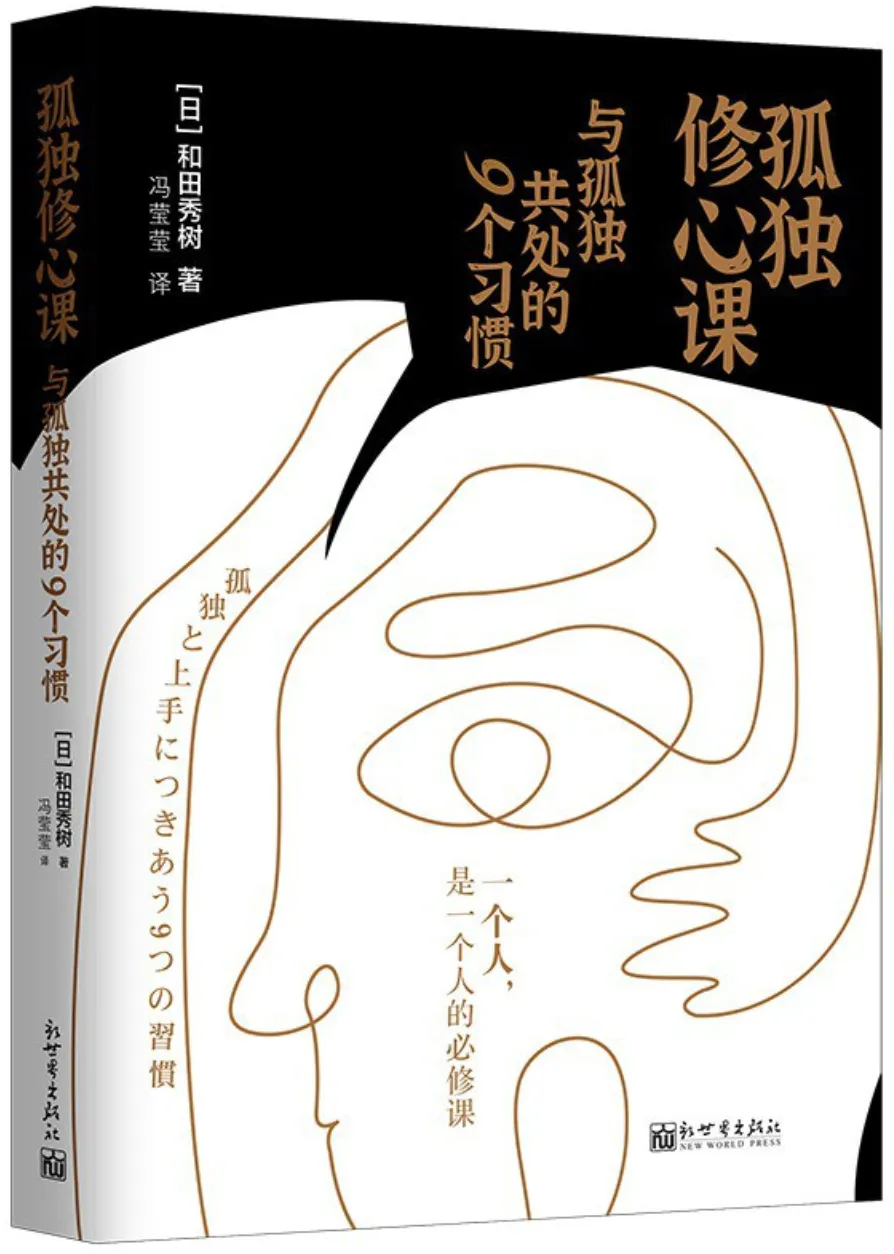 孤独
修心课
与孤独
共处的
9个习惯
[日]和田秀树 著
冯莹莹 译
孤独と上手につきあう9つの習慣
一个人，
是一个人的必修课
新世界出版社
NEW WORLD PRESS
孤独修心课
与孤独共处的9个习惯
[日]和田秀树 著
冯莹莹 译
新世界出版社